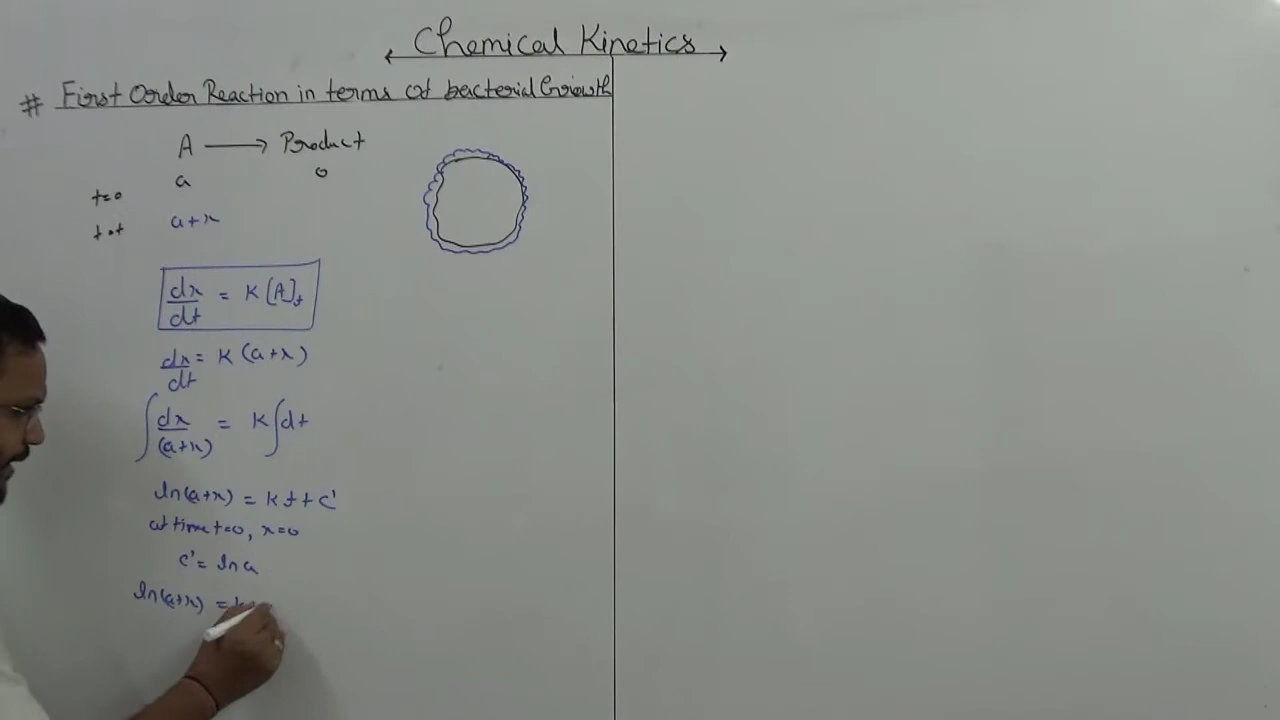 Chemical Kinetics
# First Order Reaction in terms of bacterial Growth
A ⟶ Product
t=0 a 0
t=t a+x
dx/dt = K[A]t
dx/dt = K(a+x)
∫dx/(a+x) = K∫dt
ln(a+x) = Kt + C'
at time t=0, x=0
C' = ln a
ln(a+x) = K